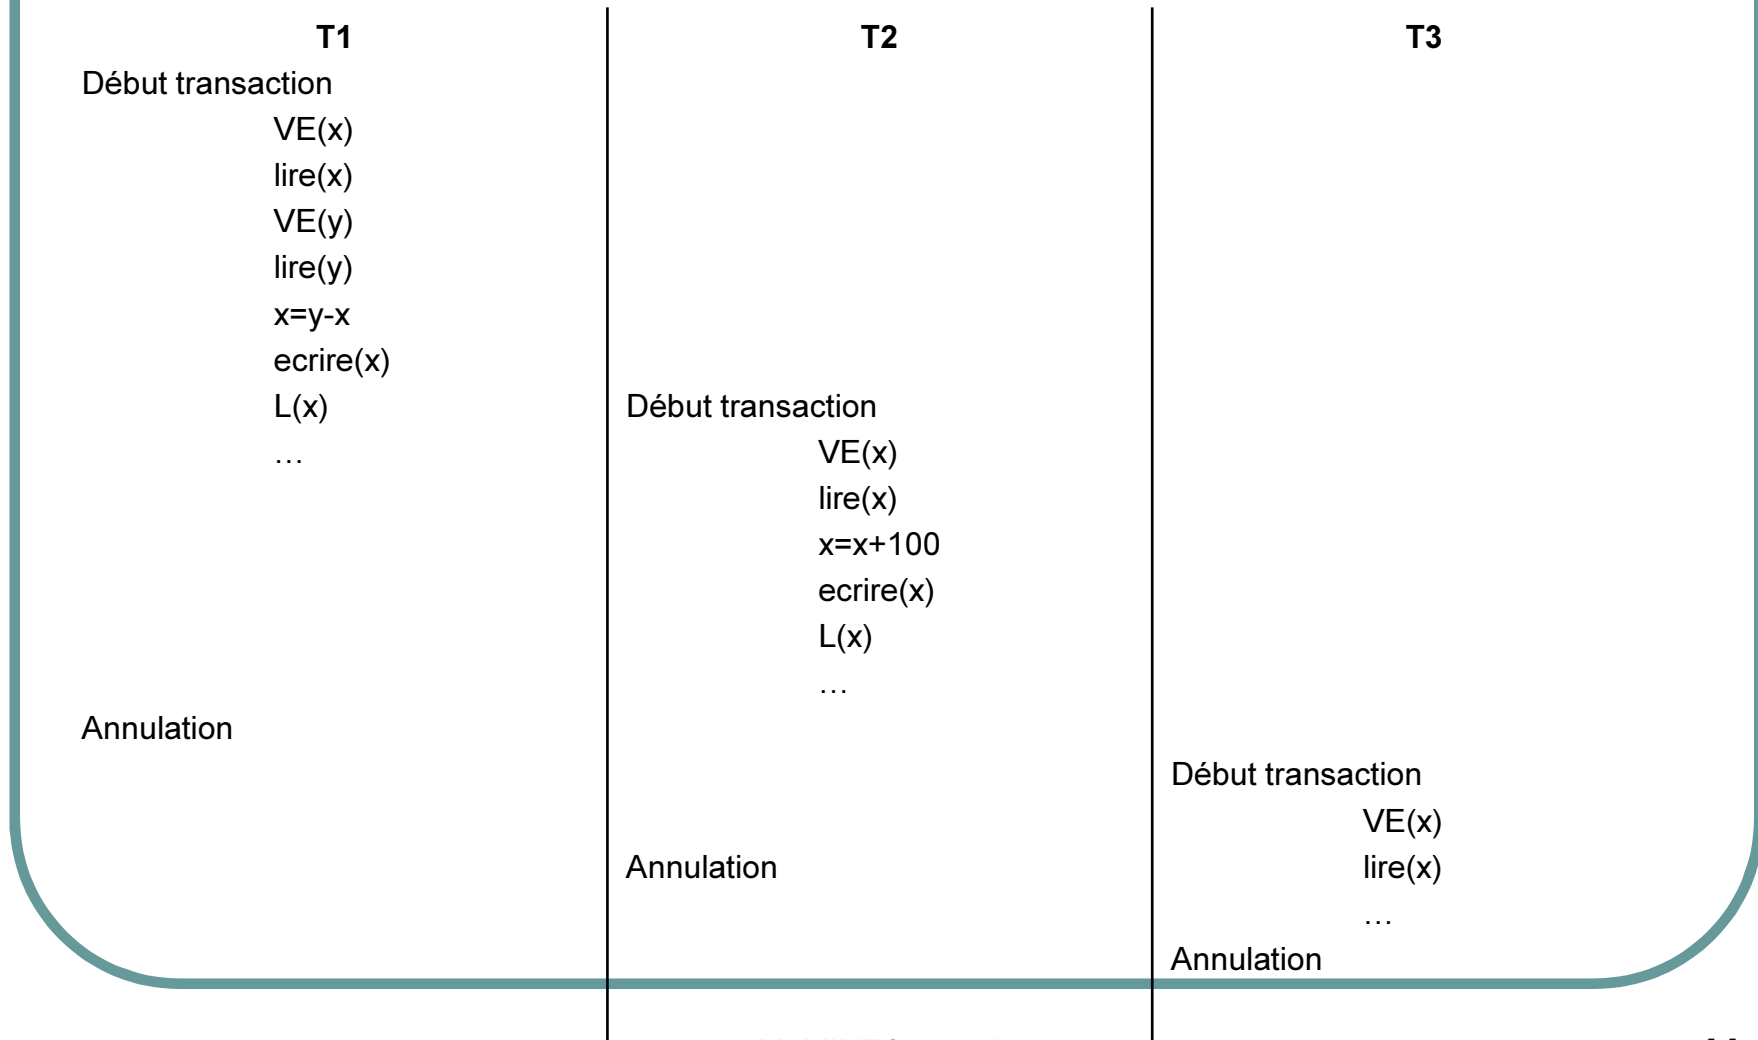 T1 T2 T3
Début transaction
VE(x)
lire(x)
VE(y)
lire(y)
x=y-x
ecrire(x)
L(x) Début transaction
… VE(x)
lire(x)
x=x+100
ecrire(x)
L(x)
…
Annulation
Début transaction
VE(x)
Annulation lire(x)
…
Annulation